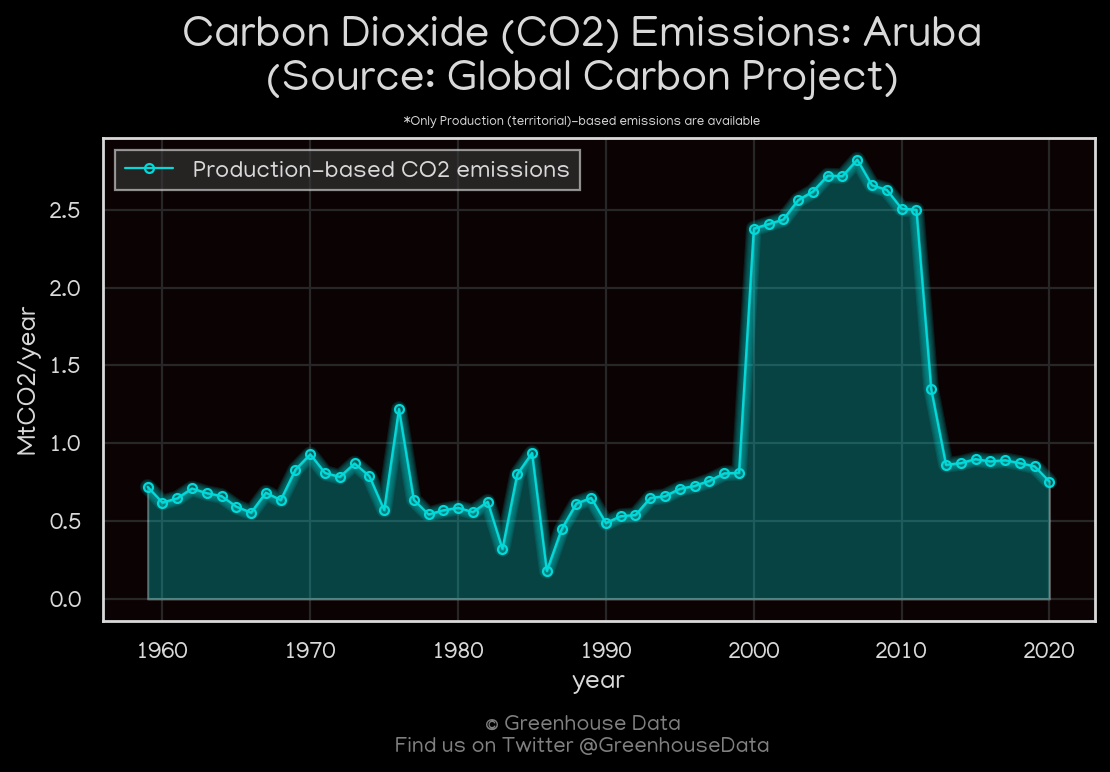 Carbon Dioxide (CO2) Emissions: Aruba
(Source: Global Carbon Project)
*Only Production (territorial)-based emissions are available
Production-based CO2 emissions
MtCO2/year
2.5
2.0
1.5
1.0
0.5
0.0
1960 1970 1980 1990 2000 2010 2020
year
© Greenhouse Data
Find us on Twitter @GreenhouseData